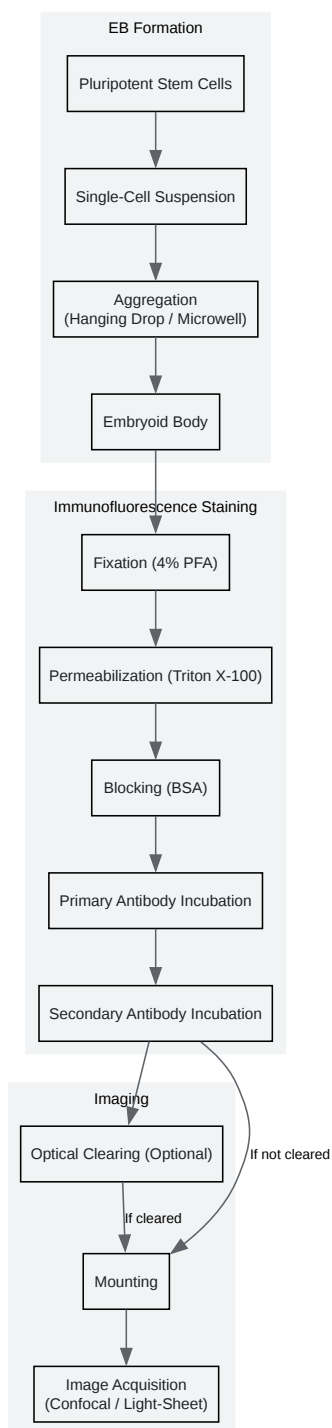 EB Formation
Pluripotent Stem Cells
Single-Cell Suspension
Aggregation
(Hanging Drop / Microwell)
Embryoid Body
Immunofluorescence Staining
Fixation (4% PFA)
Permeabilization (Triton X-100)
Blocking (BSA)
Primary Antibody Incubation
Secondary Antibody Incubation
Imaging
Optical Clearing (Optional)
If not cleared
If cleared
Mounting
Image Acquisition
(Confocal / Light-Sheet)